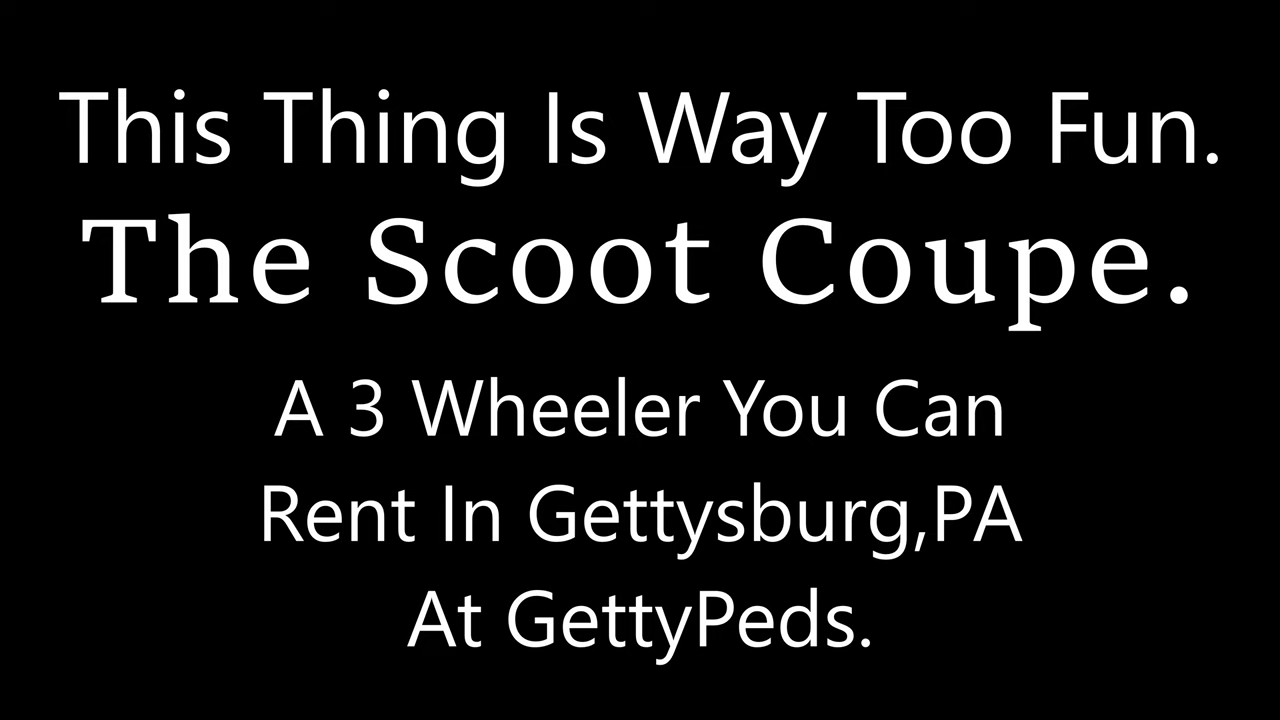 This Thing Is Way Too Fun.
The Scoot Coupe.
A 3 Wheeler You Can
Rent In Gettysburg,PA
At GettyPeds.